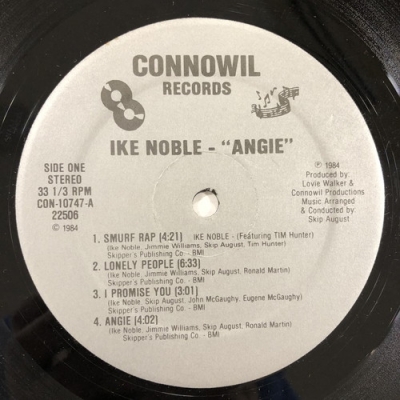 CONNOWIL
RECORDS
IKE NOBLE - "ANGIE"
SIDE ONE
STEREO
33 1/3 RPM
CON-10747-A
22506
© 1984
℗ 1984
Produced by:
Lovie Walker &
Connowil Productions
Music Arranged
& Conducted by:
Skip August
1. SMURF RAP [4:21] IKE NOBLE - (Featuring TIM Hunter)
(Ike Noble, Jimmie Williams, Skip August, Tim Hunter)
Skipper's Publishing Co. - BMI
2. LONELY PEOPLE [6:33]
(Ike Noble, Jimmie Williams, Skip August, Ronald Martin)
Skipper's Publishing Co. - BMI
3. I PROMISE YOU [3:01]
(Ike Noble, Skip August, John McGaughy, Eugene McGaughy)
Skipper's Publishing Co. - BMI
4. ANGIE [4:02]
(Ike Noble, Jimmie Williams, Skip August, Ronald Martin)
Skipper's Publishing Co. - BMI